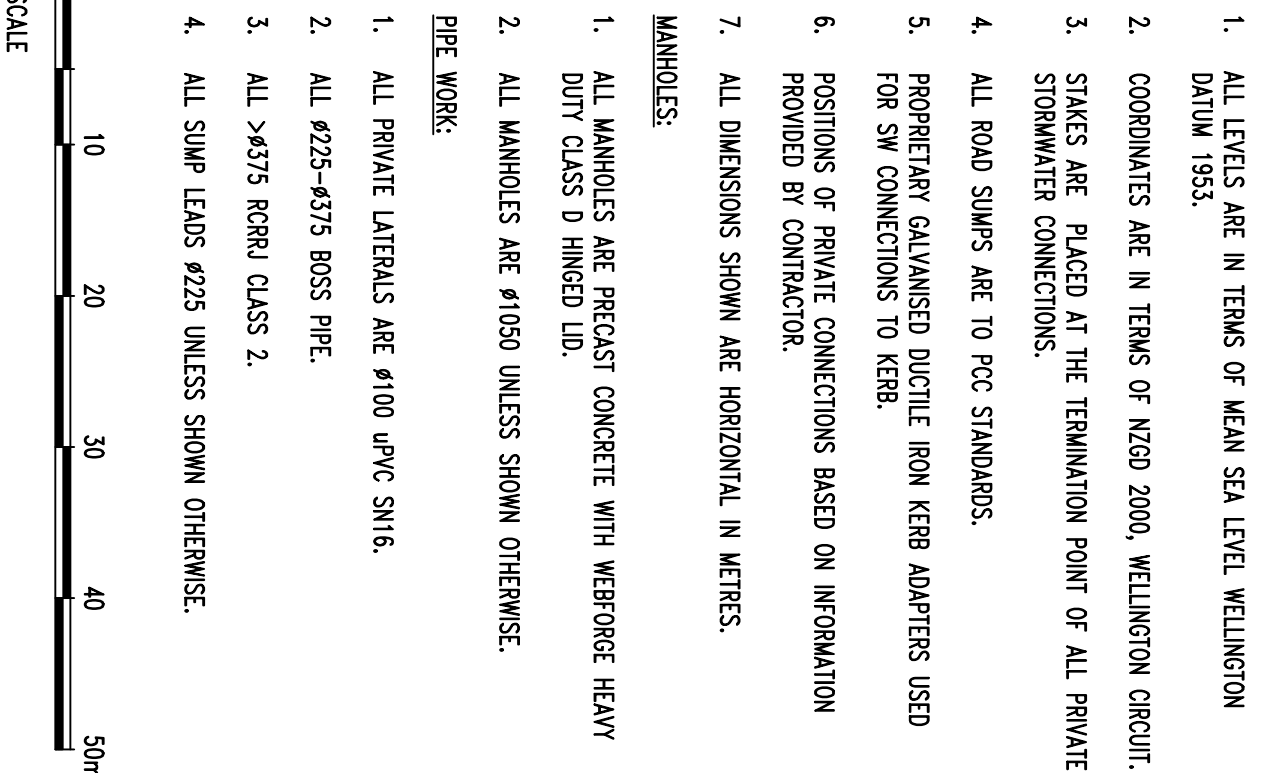 1. ALL LEVELS ARE IN TERMS OF MEAN SEA LEVEL WELLINGTON
DATUM 1953.
2. COORDINATES ARE IN TERMS OF NZGD 2000, WELLINGTON CIRCUIT.
3. STAKES ARE PLACED AT THE TERMINATION POINT OF ALL PRIVATE
STORMWATER CONNECTIONS.
4. ALL ROAD SUMPS ARE TO PCC STANDARDS.
5. PROPRIETARY GALVANISED DUCTILE IRON KERB ADAPTERS USED
FOR SW CONNECTIONS TO KERB.
6. POSITIONS OF PRIVATE CONNECTIONS BASED ON INFORMATION
PROVIDED BY CONTRACTOR.
7. ALL DIMENSIONS SHOWN ARE HORIZONTAL IN METRES.
MANHOLES:
1. ALL MANHOLES ARE PRECAST CONCRETE WITH WEBFORGE HEAVY
DUTY CLASS D HINGED LID.
2. ALL MANHOLES ARE ø1050 UNLESS SHOWN OTHERWISE.
PIPE WORK:
1. ALL PRIVATE LATERALS ARE ø100 uPVC SN16.
2. ALL ø225-ø375 BOSS PIPE.
3. ALL >ø375 RCRRJ CLASS 2.
4. ALL SUMP LEADS ø225 UNLESS SHOWN OTHERWISE.
10 20 30 40 50m
SCALE